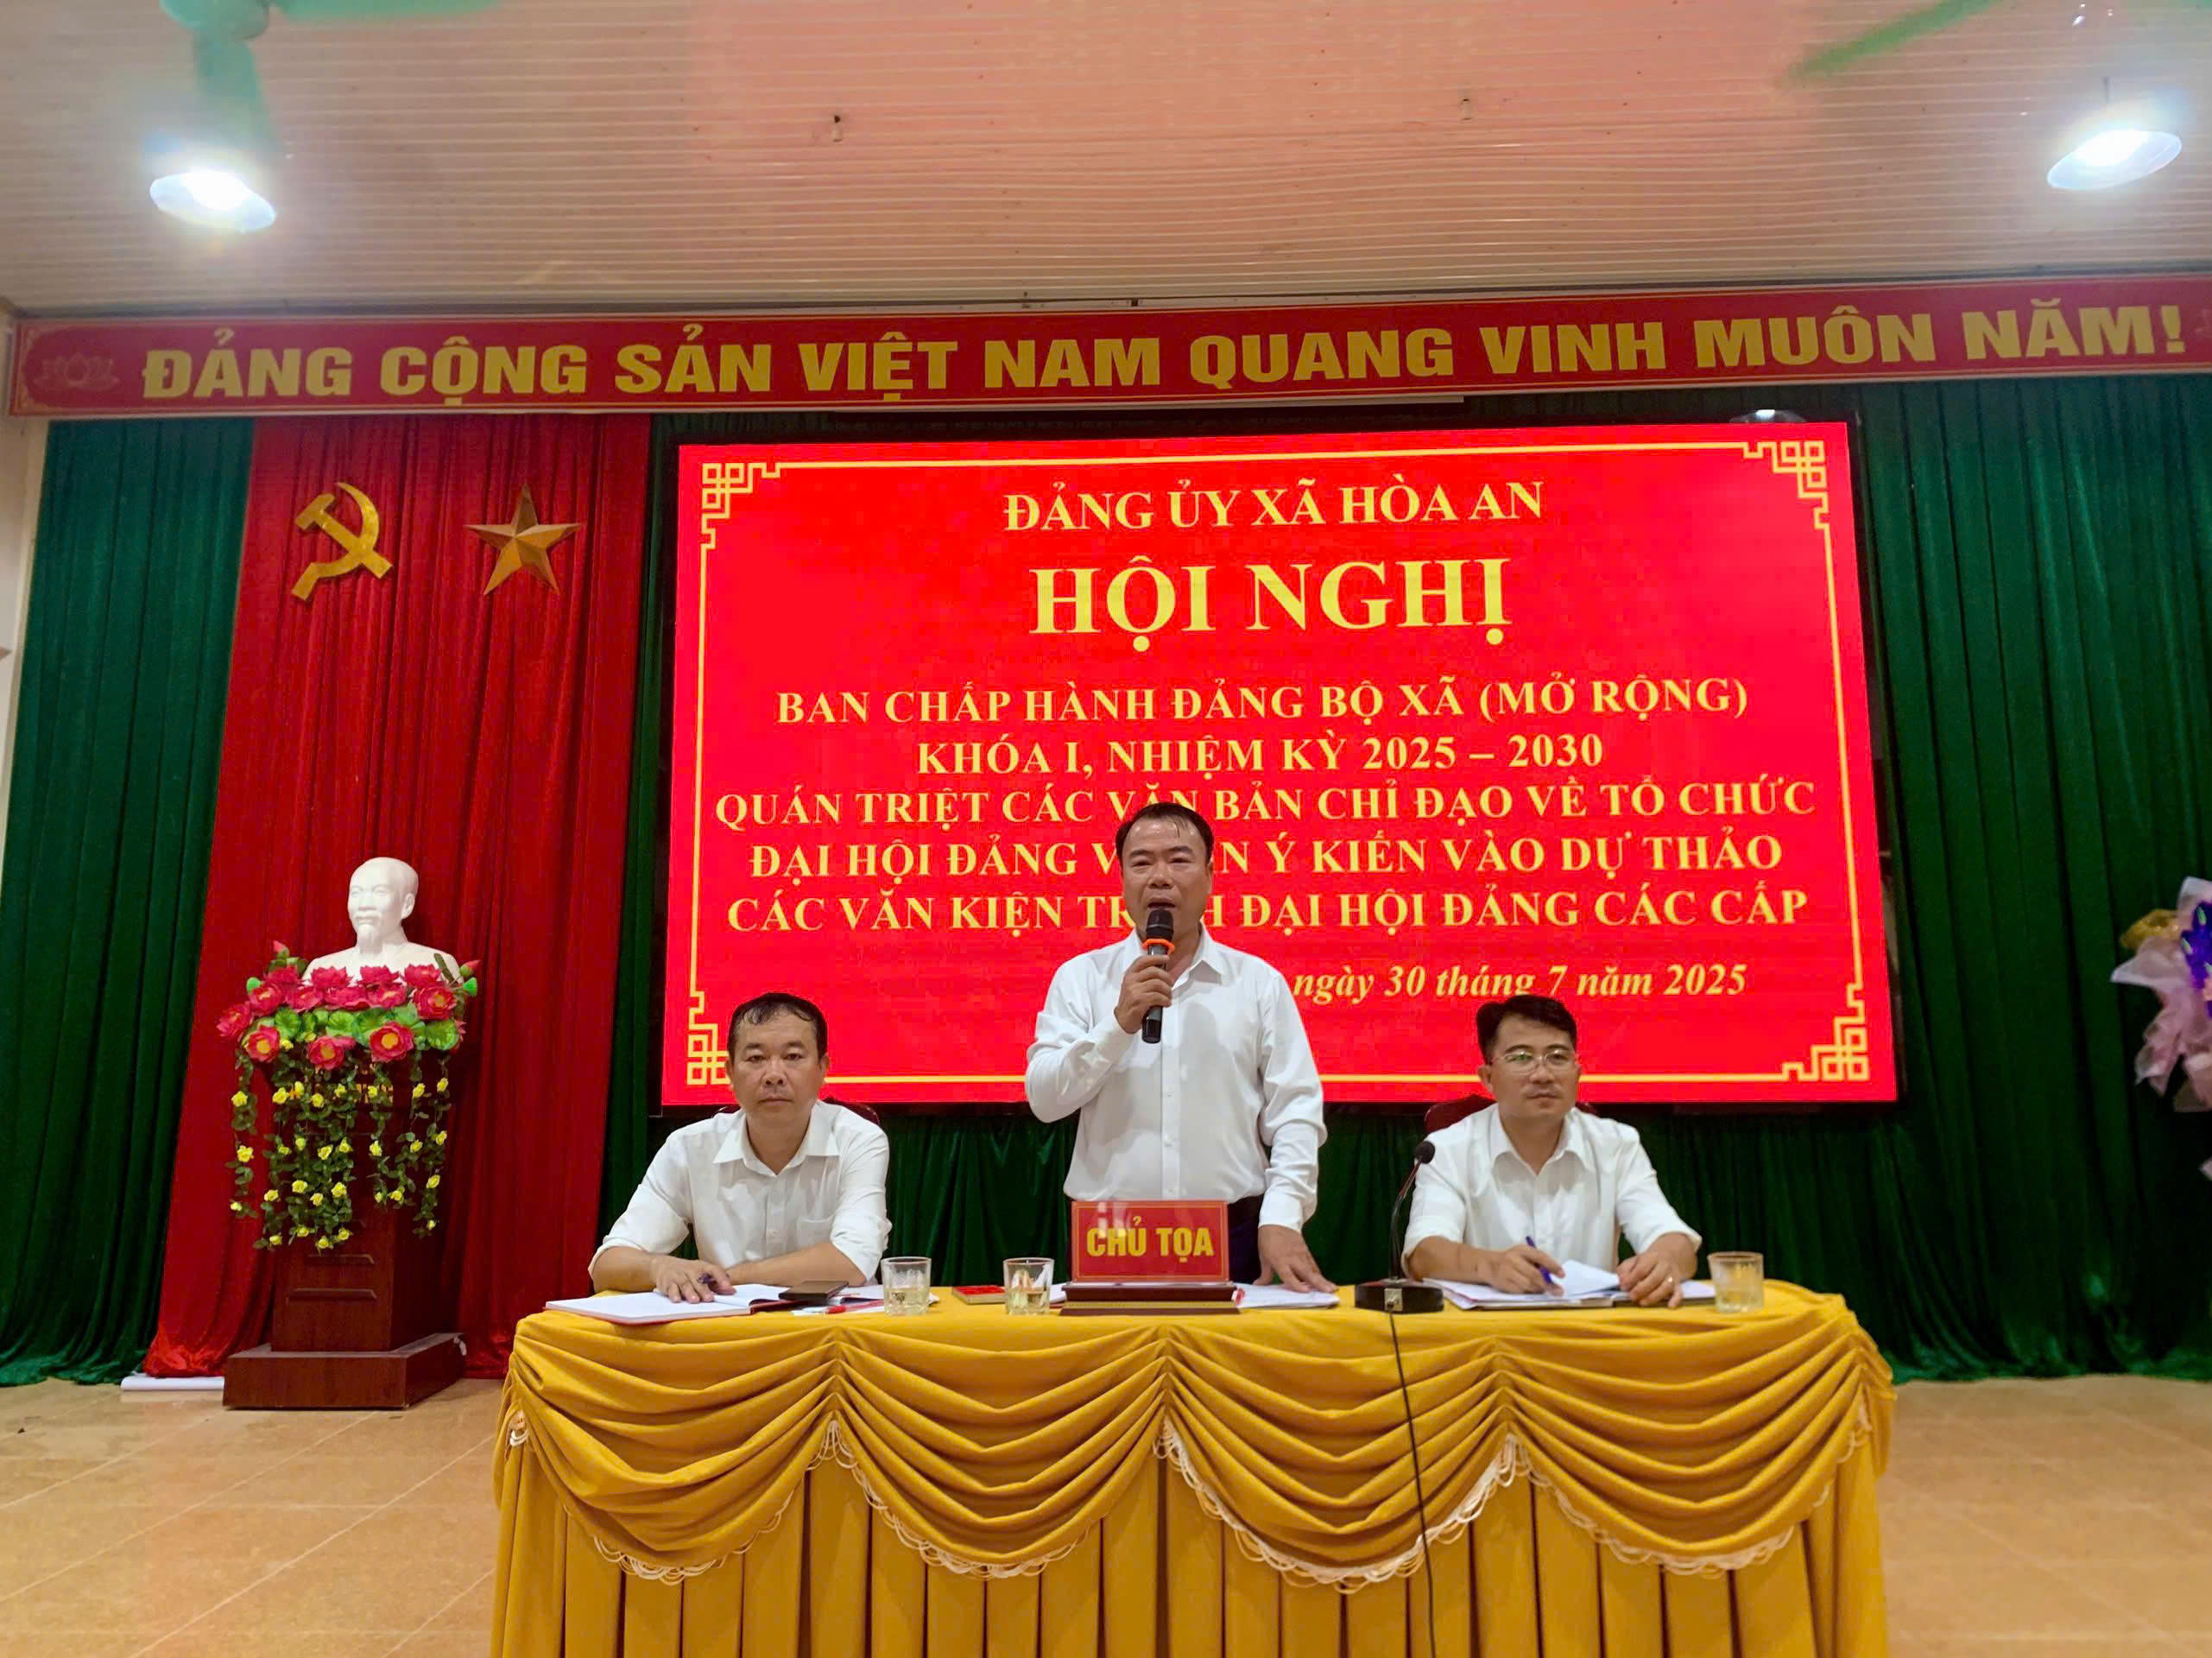 ĐẢNG CỘNG SẢN VIỆT NAM QUANG VINH MUÔN NĂM!
ĐẢNG ỦY XÃ HÒA AN
HỘI NGHỊ
BAN CHẤP HÀNH ĐẢNG BỘ XÃ (MỞ RỘNG)
KHÓA I, NHIỆM KỲ 2025 – 2030
QUÁN TRIỆT CÁC VĂN BẢN CHỈ ĐẠO VỀ TỔ CHỨC
ĐẠI HỘI ĐẢNG Ý KIẾN VÀO DỰ THẢO
CÁC VĂN KIỆN ĐẠI HỘI ĐẢNG CÁC CẤP
ngày 30 tháng 7 năm 2025
CHỦ TỌA